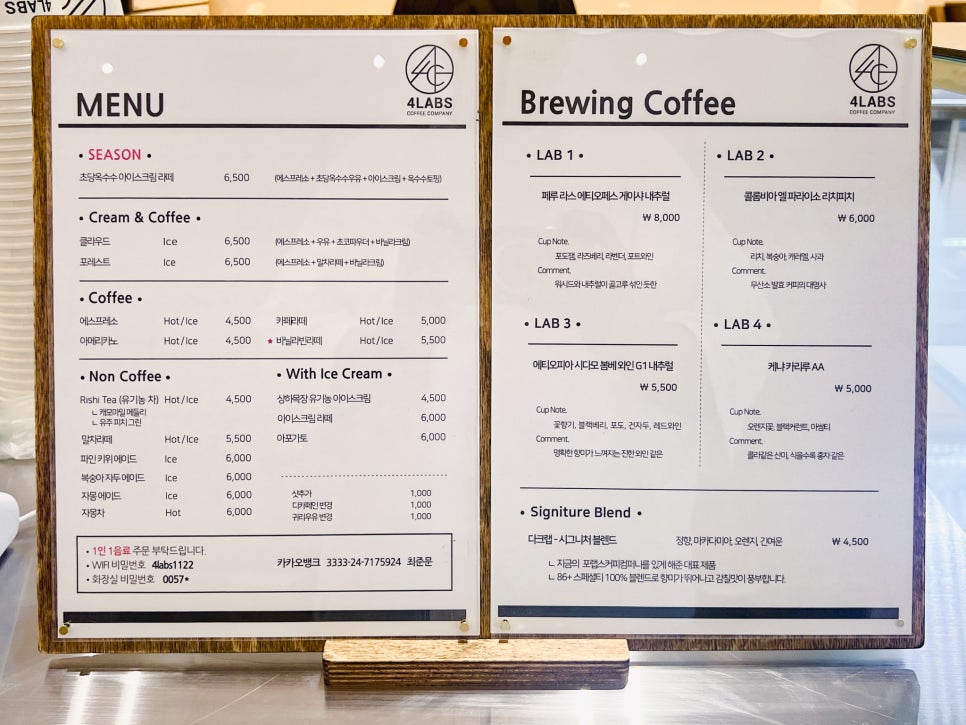 4LABS
MENU
4LABS
COFFEE COMPANY
• SEASON •
초당옥수수 아이스크림 라떼 6,500 (에스프레소 + 초당옥수수우유 + 아이스크림 + 옥수수토핑)
• Cream & Coffee •
클라우드 Ice 6,500 (에스프레소 + 우유 + 초코파우더 + 바닐라크림)
포레스트 Ice 6,500 (에스프레소 + 말차라떼 + 바닐라크림)
• Coffee •
에스프레소 Hot/Ice 4,500 카페라떼 Hot/Ice 5,000
아메리카노 Hot/Ice 4,500 ★ 바닐라빈라떼 Hot/Ice 5,500
• Non Coffee •
Rishi Tea (유기농 차) Hot/Ice 4,500
ㄴ 캐모마일 메들리
ㄴ 유주 피치 그린
말차라떼 Hot/Ice 5,500
파인 키위 에이드 Ice 6,000
복숭아 자두 에이드 Ice 6,000
자몽 에이드 Ice 6,000
자몽차 Hot 6,000
• With Ice Cream •
상하목장 유기농 아이스크림 4,500
아이스크림 라떼 6,000
아포가토 6,000
샷추가 1,000
디카페인 변경 1,000
귀리우유 변경 1,000
• 1인 1음료 주문 부탁드립니다.
• WIFI 비밀번호 4labs1122
• 화장실 비밀번호 0057*
카카오뱅크 3333-24-7175924 최준문
Brewing Coffee
4LABS
COFFEE COMPANY
• LAB 1 •
페루 라스 에티오페스 게이샤 내추럴
₩ 8,000
Cup Note.
포도잼, 라즈베리, 라벤더, 포트와인
Comment.
워시드와 내추럴이 골고루 섞인 듯한
• LAB 2 •
콜롬비아 엘 파라이소 리치피치
₩ 6,000
Cup Note.
리치, 복숭아, 캐러멜, 사과
Comment.
무산소 발효 커피의 대명사
• LAB 3 •
에티오피아 시다모 봄베 와인 G1 내추럴
₩ 5,500
Cup Note.
꽃향기, 블랙베리, 포도, 건자두, 레드와인
Comment.
명확한 향미가 느껴지는 진한 와인 같은
• LAB 4 •
케냐 카리루 AA
₩ 5,000
Cup Note.
오렌지꽃, 블랙커런트, 아쌈티
Comment.
콜라같은 산미, 식을수록 홍차 같은
• Signiture Blend •
다크랩 - 시그니처 블렌드 정향, 마카다미아, 오렌지, 긴여운 ₩ 4,500
ㄴ 지금의 포랩스커피컴퍼니를 있게 해준 대표 제품
ㄴ 86+ 스페셜티 100% 블렌드로 향미가 뛰어나고 감칠맛이 풍부합니다.